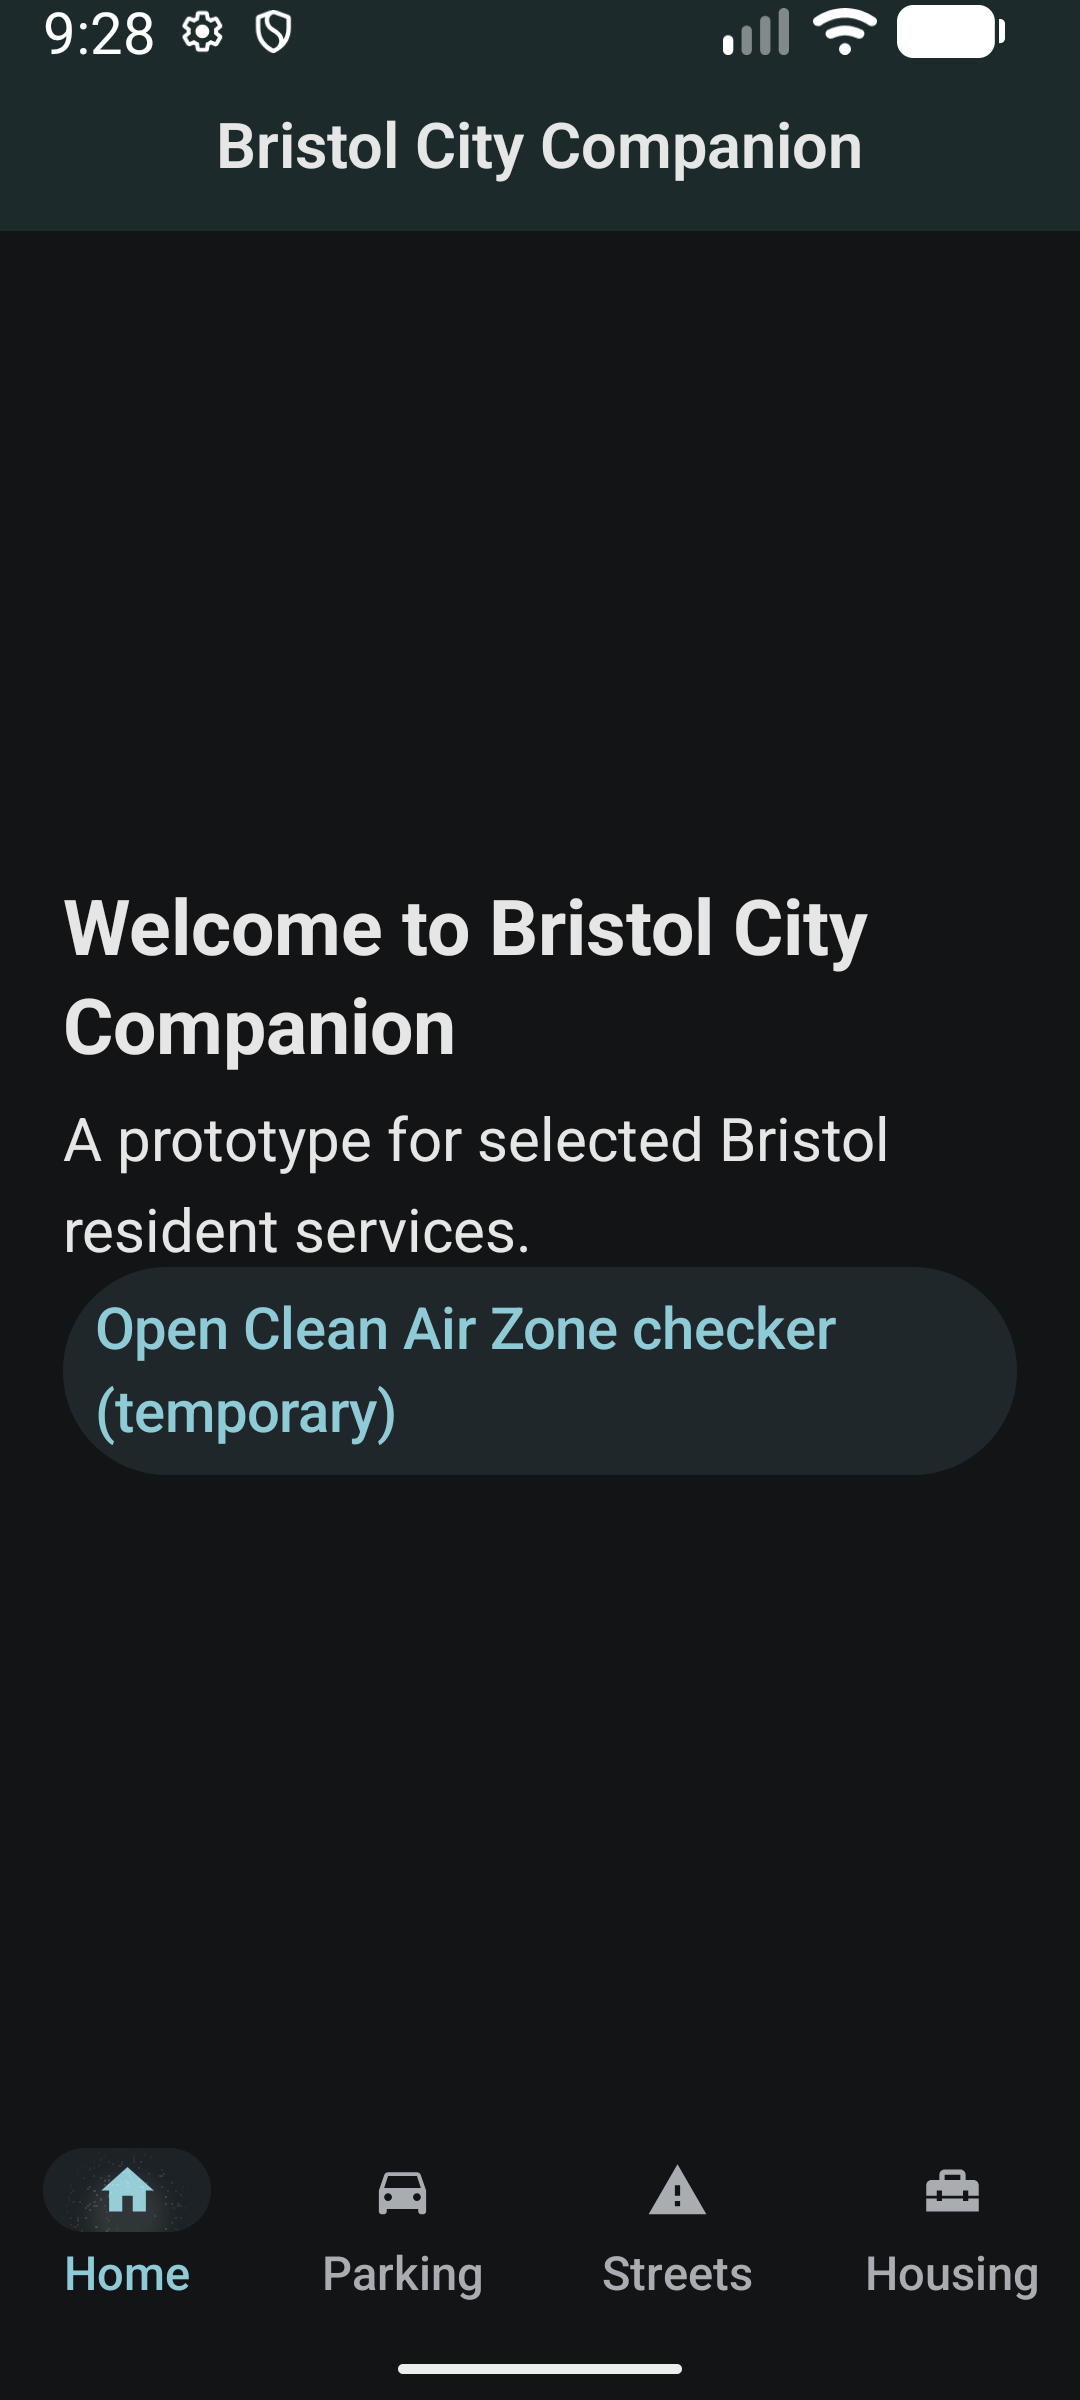 9:28
Bristol City Companion
Welcome to Bristol City
Companion
A prototype for selected Bristol
resident services.
Open Clean Air Zone checker
(temporary)
Home
Parking
Streets
Housing